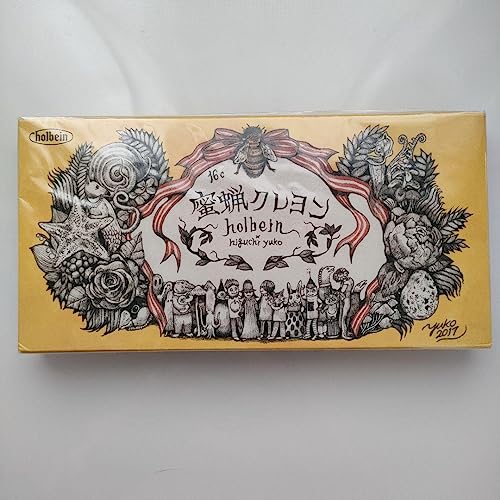 holbein
16c
蜜蝋クレヨン
holbein
higuchi yuko
yuko
2017